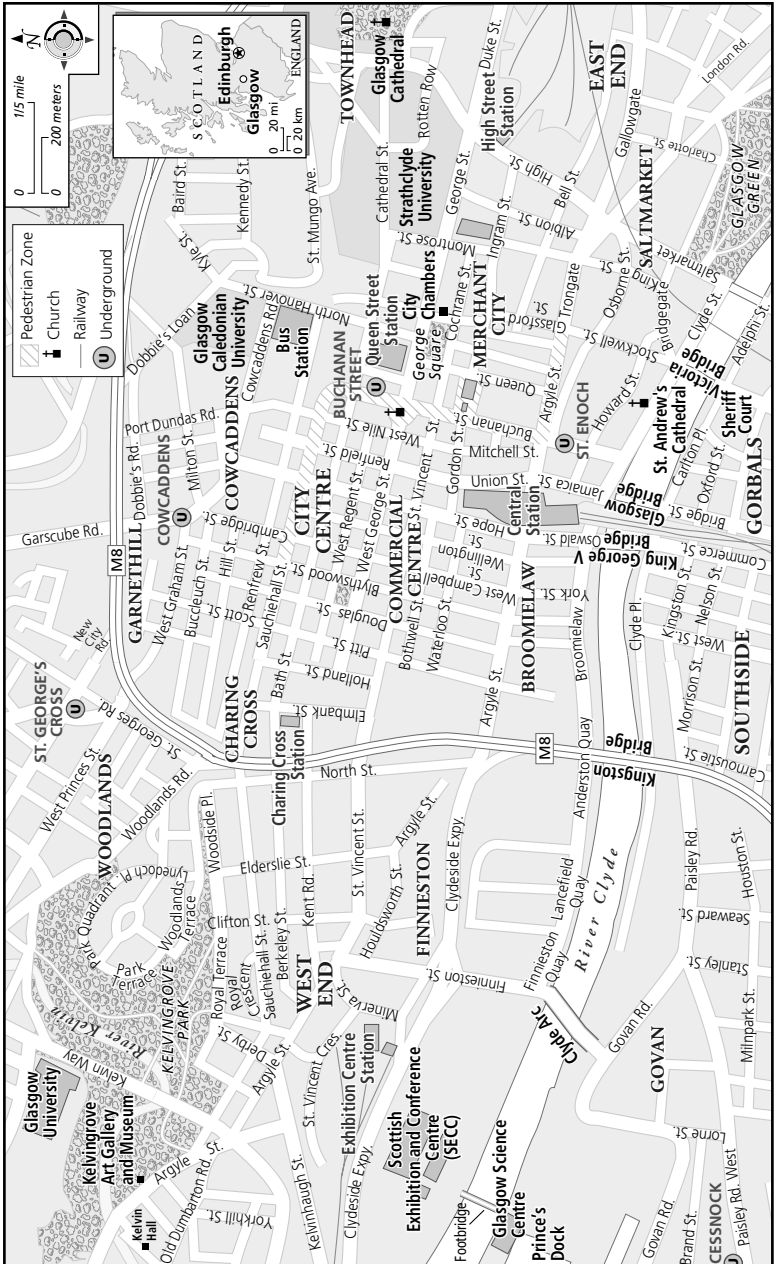 Glasgow
University
Kelvin Way
River Kelvin
KELVINGROVE
PARK
Kelvingrove
Art Gallery
and Museum
Kelvin
Hall
Argyle St.
Old Dumbarton Rd.
Yorkhill St.
Kelvinhaugh St.
Clydeside Expy.
St. Vincent Cres
Exhibition Centre
Station
Scottish
Exhibition and Conference
Centre
(SECC)
Footbridge
Glasgow Science
Centre
Prince's
Dock
Govan Rd.
Brand St.
CESSNOCK
U
Paisley Rd. West
Lorne St.
GOVAN
Milnpark St.
Govan Rd.
Clyde Arc
Stanley St.
Seaward St.
Houston St.
Paisley Rd.
River Clyde
Finnieston
Quay
Lancefield
Quay
Anderston Quay
Finnieston St.
FINNIESTON
Clydeside Expy.
Minerva St.
Houldsworth St.
Argyle St.
WEST
END
Argyle St.
Derby St.
Royal Terrace
Royal
Crescent
Sauchiehall St.
Berkeley St.
Kent Rd.
St. Vincent St.
Clifton St.
Elderslie St.
Woodside Pl.
Park Quadrant
Park
Terrace
Woodlands
Terrace
Lynedoch Pl.
WOODLANDS
Woodlands Rd.
West Princes St.
ST. GEORGE'S
CROSS
U
St. Georges Rd.
New
City
Rd.
North St.
CHARING
CROSS
Charing Cross
Station
Elmbank St.
Holland St.
Pitt St.
Douglas St.
Blythswood St.
Bath St.
Sauchiehall St.
Renfrew St.
Hill St.
Buccleuch St.
West Graham St.
Scott St.
Cambridge St.
GARNETHILL
M8
Garscube Rd.
Dobbie's Rd.
COWCADDENS
U
Milton St.
Port Dundas Rd.
COWCADDENS
Cowcaddens Rd.
Dobbie's Loan
Glasgow
Caledonian
University
Bus
Station
North Hanover St.
Kyle St.
Baird St.
Kennedy St.
St. Mungo Ave.
TOWNHEAD
Glasgow
Cathedral
Cathedral St.
Rotten Row
Strathclyde
University
George St.
Duke St.
High Street
Station
High St.
Montrose St.
Ingram St.
Albion St.
Bell St.
EAST
END
Gallowgate
London Rd.
Charlotte St.
GLASGOW
GREEN
SALTMARKET
Saltmarket
Osborne St.
King St.
Bridgegate
Clyde St.
Adelphi St.
Trongate
Glassford St.
Stockwell St.
MERCHANT
CITY
Cochrane St.
City
Chambers
George
Square
Queen Street
Station
BUCHANAN
STREET
U
Queen St.
Buchanan St.
West Nile St.
Renfield St.
CITY
CENTRE
West Regent St.
West George St.
St. Vincent St.
COMMERCIAL
CENTRE
Gordon St.
Mitchell St.
Union St.
Argyle St.
U
ST. ENOCH
Howard St.
St. Andrew's
Cathedral
Jamaica St.
Central
Station
Hope St.
Wellington St.
West Campbell St.
Bothwell St.
Waterloo St.
Oswald St.
York St.
BROOMIELAW
Broomielaw
Argyle St.
M8
Kingston
Bridge
King George V
Bridge
Glasgow
Bridge
Victoria
Bridge
Carlton Pl.
Oxford St.
Bridge St.
Sheriff
Court
GORBALS
Commerce St.
Clyde Pl.
Kingston St.
Nelson St.
West St.
Morrison St.
SOUTHSIDE
Carnoustie St.
Pedestrian Zone
Church
Railway
U Underground
0 1/5 mile
0 200 meters
N
SCOTLAND
Edinburgh
Glasgow
ENGLAND
0 20 mi
0 20 km